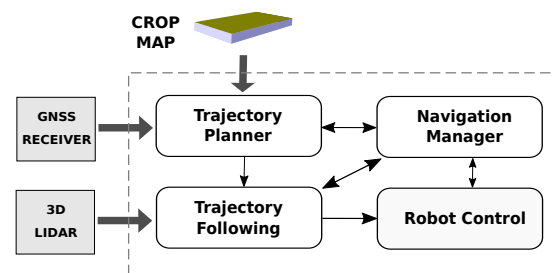 CROP
MAP
GNSS
RECEIVER
Trajectory
Planner
Navigation
Manager
3D
LIDAR
Trajectory
Following
Robot Control